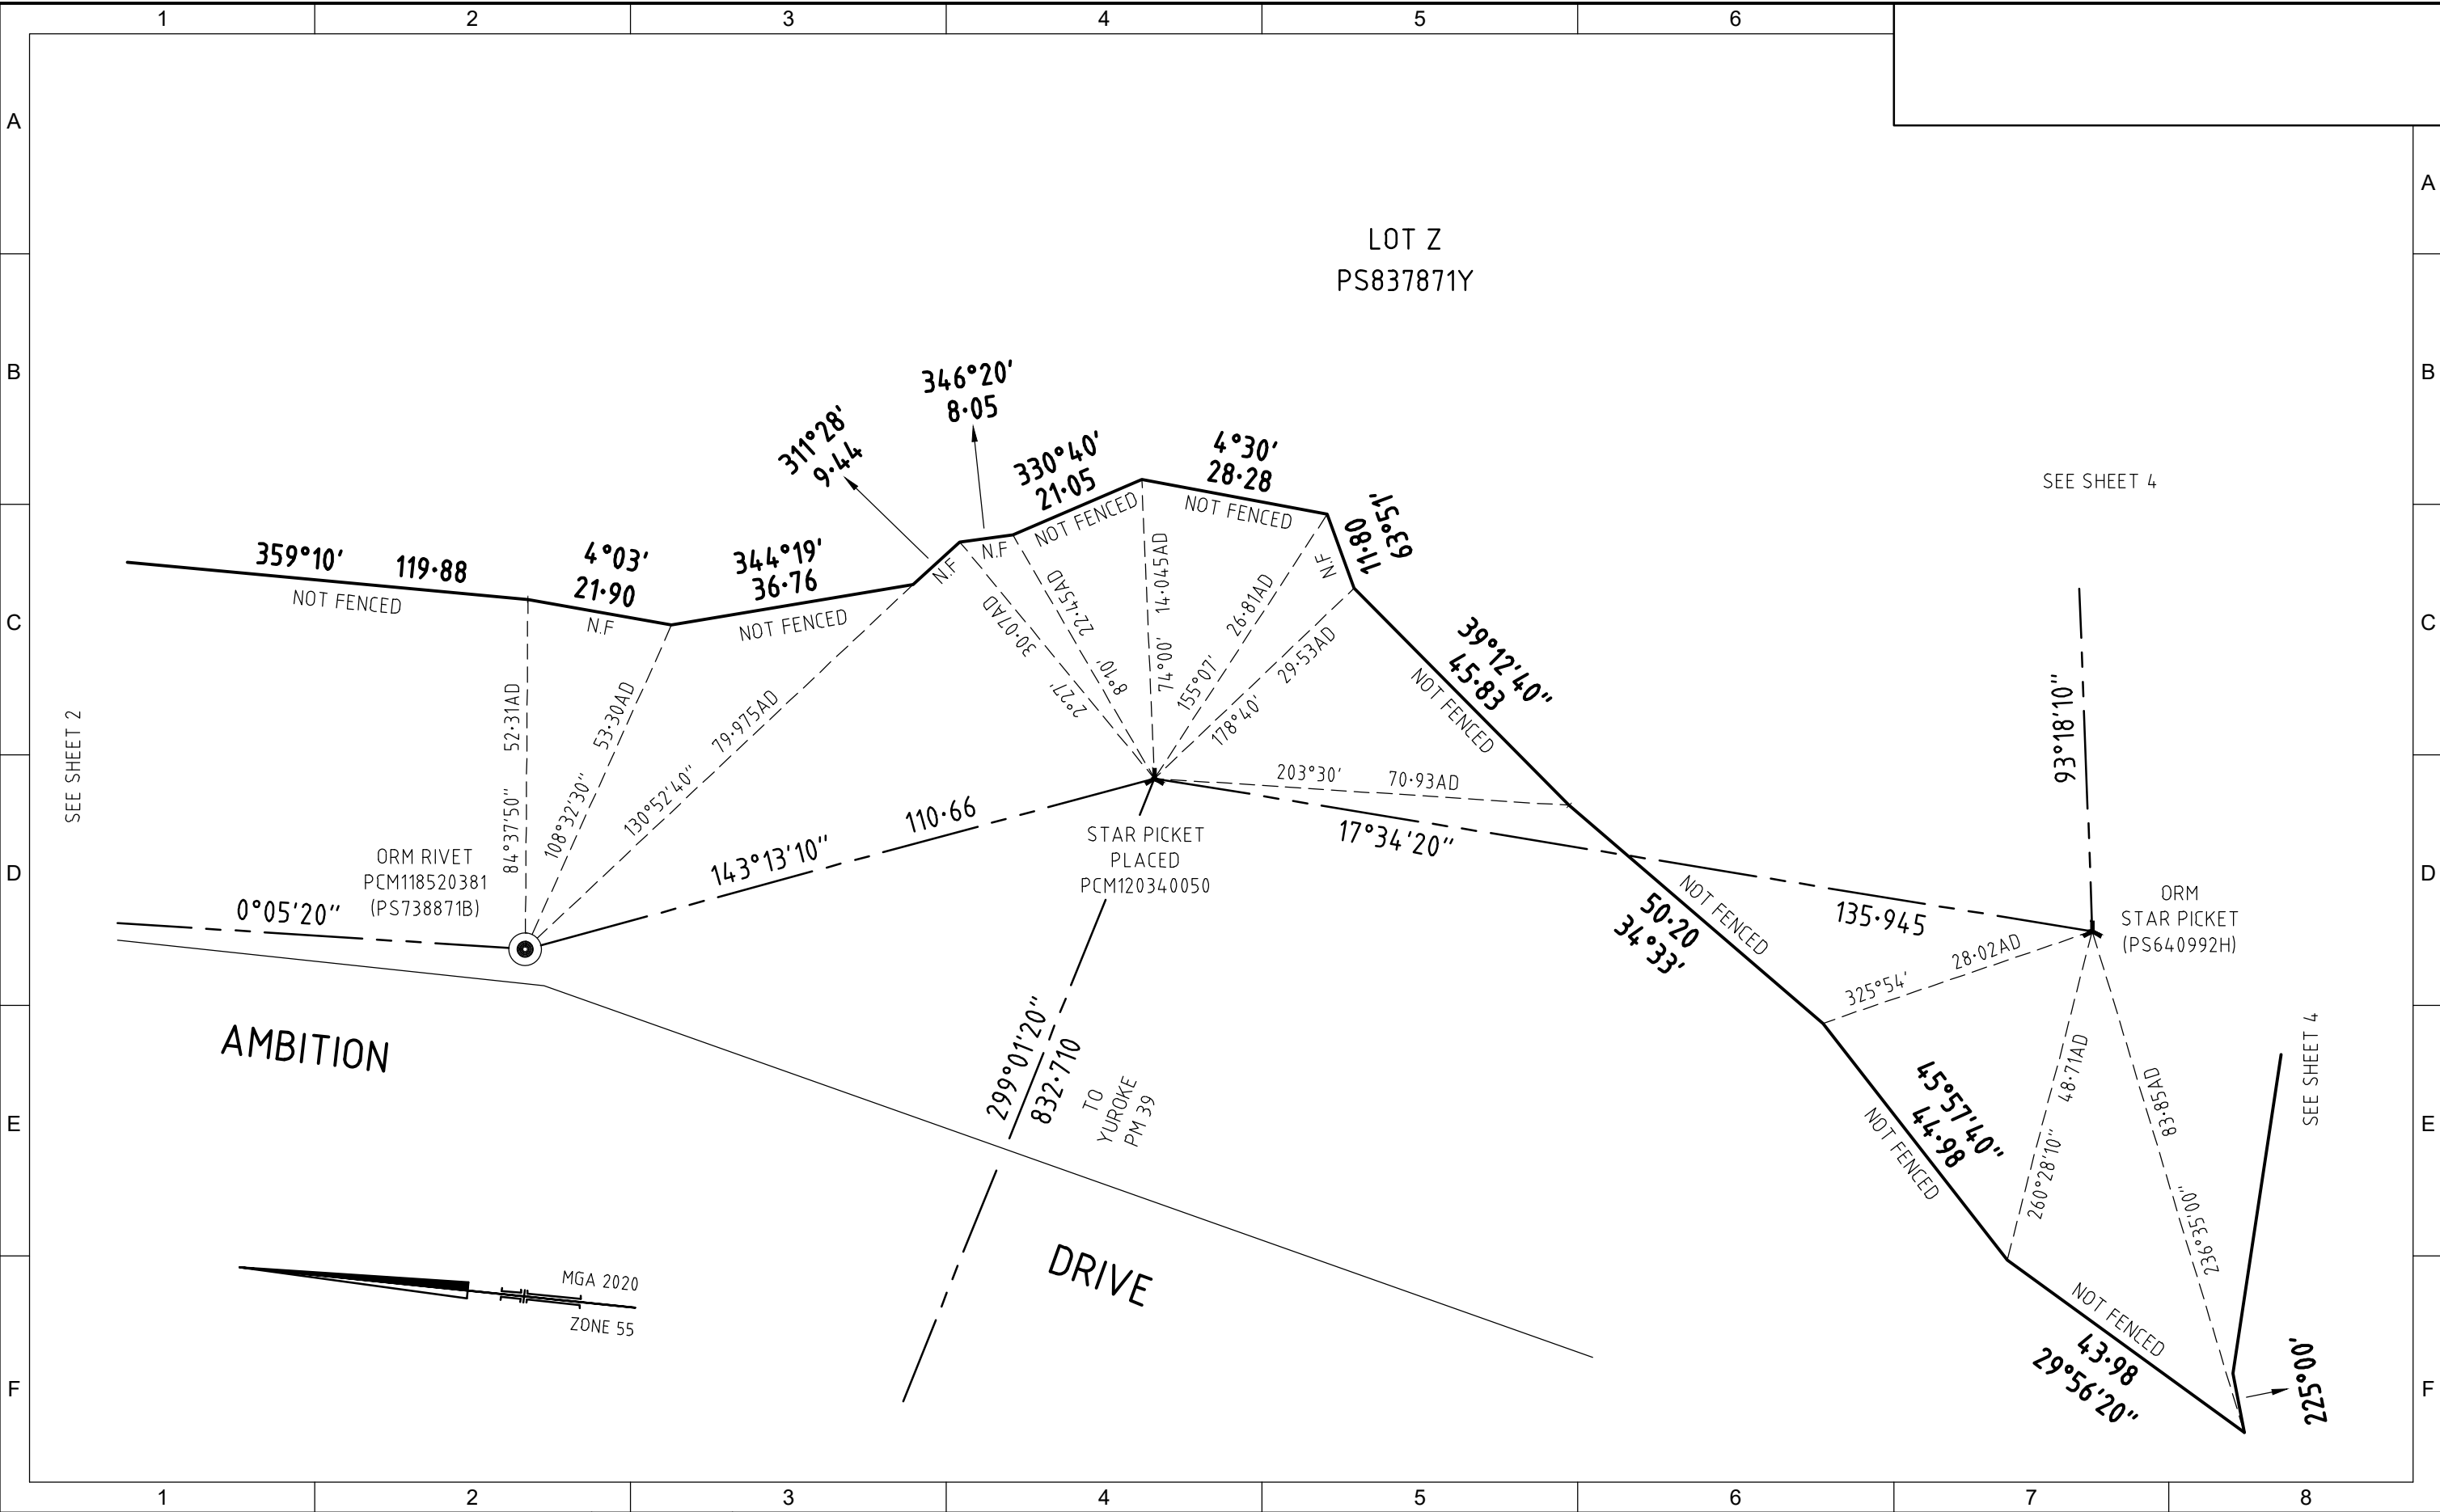 1 2 3 4 5 6
A
A
LOT Z
PS837871Y
B
B
346°20'
8·05
311°28'
9·44
330°40'
21·05
NOT FENCED
4°30'
28·28
NOT FENCED
63°51'
11·80
N.F
SEE SHEET 4
359°10' 119·88
NOT FENCED
4°03'
21·90
N.F
344°19'
36·76
NOT FENCED
N.F
N.F
C
C
30·07AD
2°27'
22·45AD
8°10'
14·045AD
74°00'
26·81AD
155°07'
29·53AD
178°40'
39°12'40"
45·83
NOT FENCED
93°18'10"
SEE SHEET 2
84°37'50" 52·31AD
108°32'30" 53·30AD
130°52'40" 79·975AD
203°30' 70·93AD
17°34'20"
135·945
143°13'10" 110·66
STAR PICKET
PLACED
PCM120340050
ORM RIVET
PCM118520381
(PS738871B)
D
D
0°05'20"
NOT FENCED
50·20
34°33'
ORM
STAR PICKET
(PS640992H)
325°54' 28·02AD
AMBITION
299°01'20"
832·710
TO
YUROKE
PM 39
E
E
45°57'40"
44·98
NOT FENCED
260°28'10" 48·71AD
83·85AD
236°35'00"
SEE SHEET 4
DRIVE
MGA 2020
ZONE 55
NOT FENCED
43·98
29°56'20"
225°00'
F
F
1 2 3 4 5 6 7 8